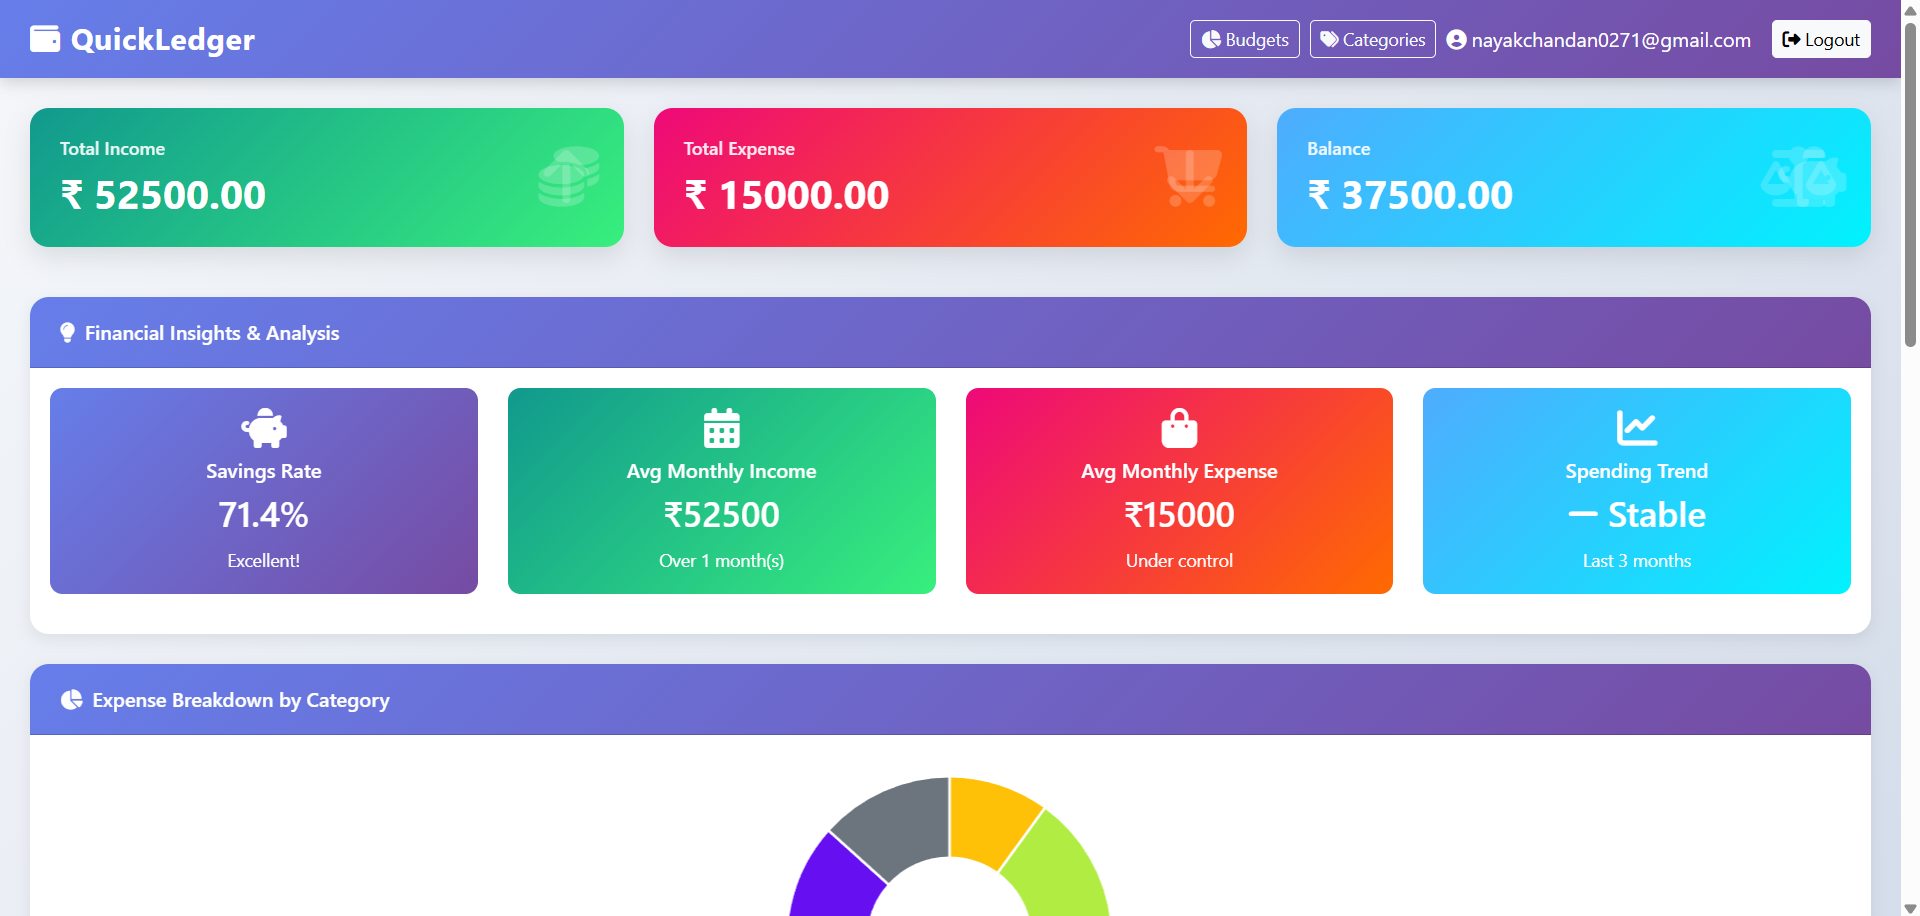 QuickLedger
Budgets
Categories
nayakchandan0271@gmail.com
Logout
Total Income
₹ 52500.00
Total Expense
₹ 15000.00
Balance
₹ 37500.00
Financial Insights & Analysis
Savings Rate
71.4%
Excellent!
Avg Monthly Income
₹52500
Over 1 month(s)
Avg Monthly Expense
₹15000
Under control
Spending Trend
Stable
Last 3 months
Expense Breakdown by Category